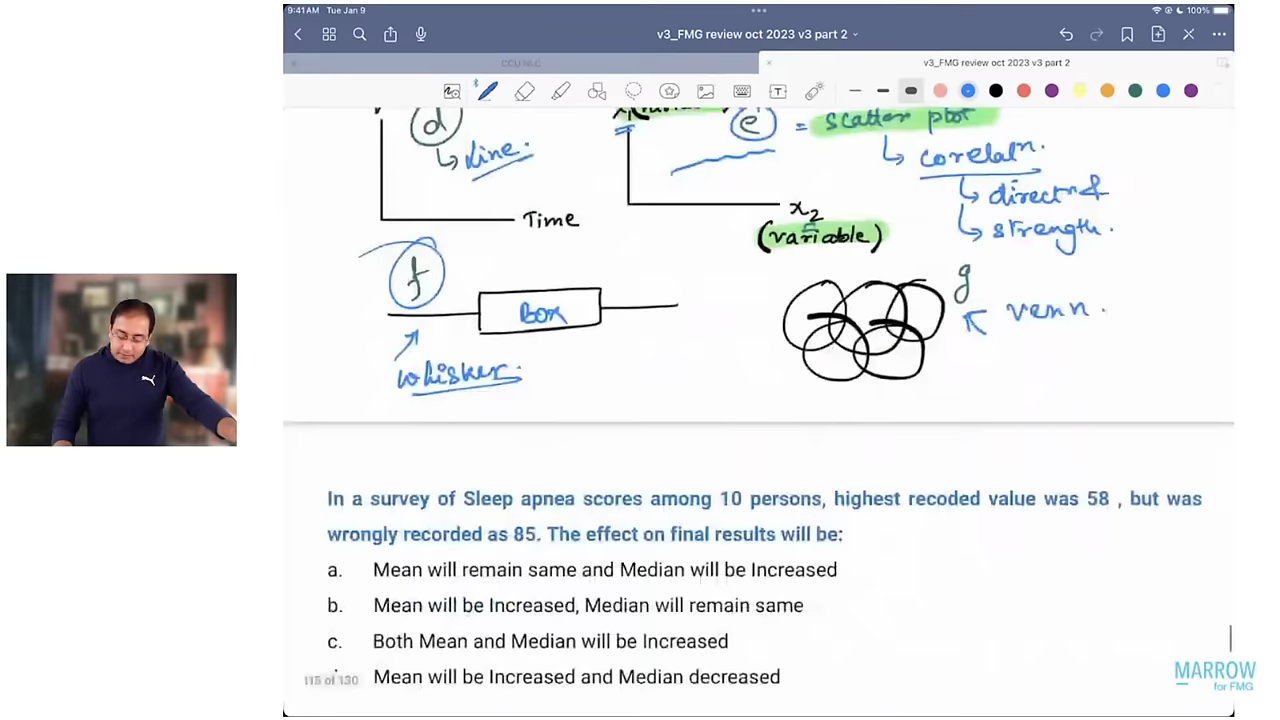 9:41AM Tue Jan 9
100%
v3_FMG review oct 2023 v3 part 2
CCU NLC
v3_FMG review oct 2023 v3 part 2
d
Line.
Time
e
= scatter plot
corelatn.
directn &
strength.
x2
(variable)
f
BOX
whisker.
g
venn.
In a survey of Sleep apnea scores among 10 persons, highest recoded value was 58 , but was
wrongly recorded as 85. The effect on final results will be:
a. Mean will remain same and Median will be Increased
b. Mean will be Increased, Median will remain same
c. Both Mean and Median will be Increased
Mean will be Increased and Median decreased
115 of 130
MARROW
for FMG